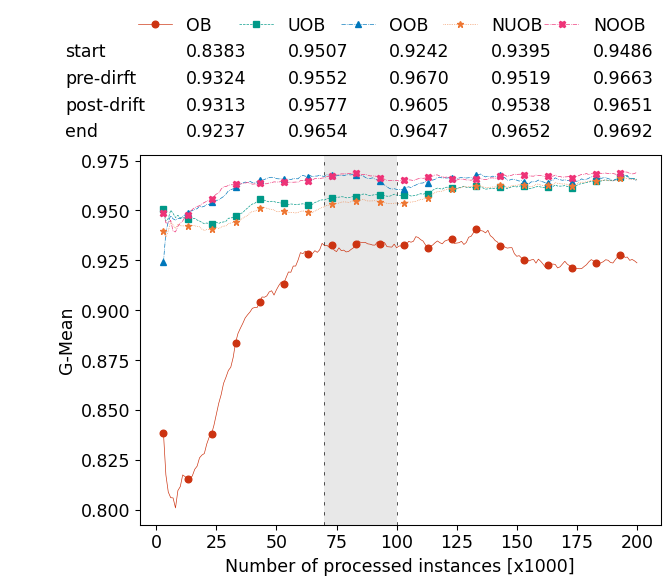 OB UOB OOB NUOB NOOB
start 0.8383 0.9507 0.9242 0.9395 0.9486
pre-dirft 0.9324 0.9552 0.9670 0.9519 0.9663
post-drift 0.9313 0.9577 0.9605 0.9538 0.9651
end 0.9237 0.9654 0.9647 0.9652 0.9692
0.975
0.950
0.925
0.900
0.875
0.850
0.825
0.800
G-Mean
0 25 50 75 100 125 150 175 200
Number of processed instances [x1000]